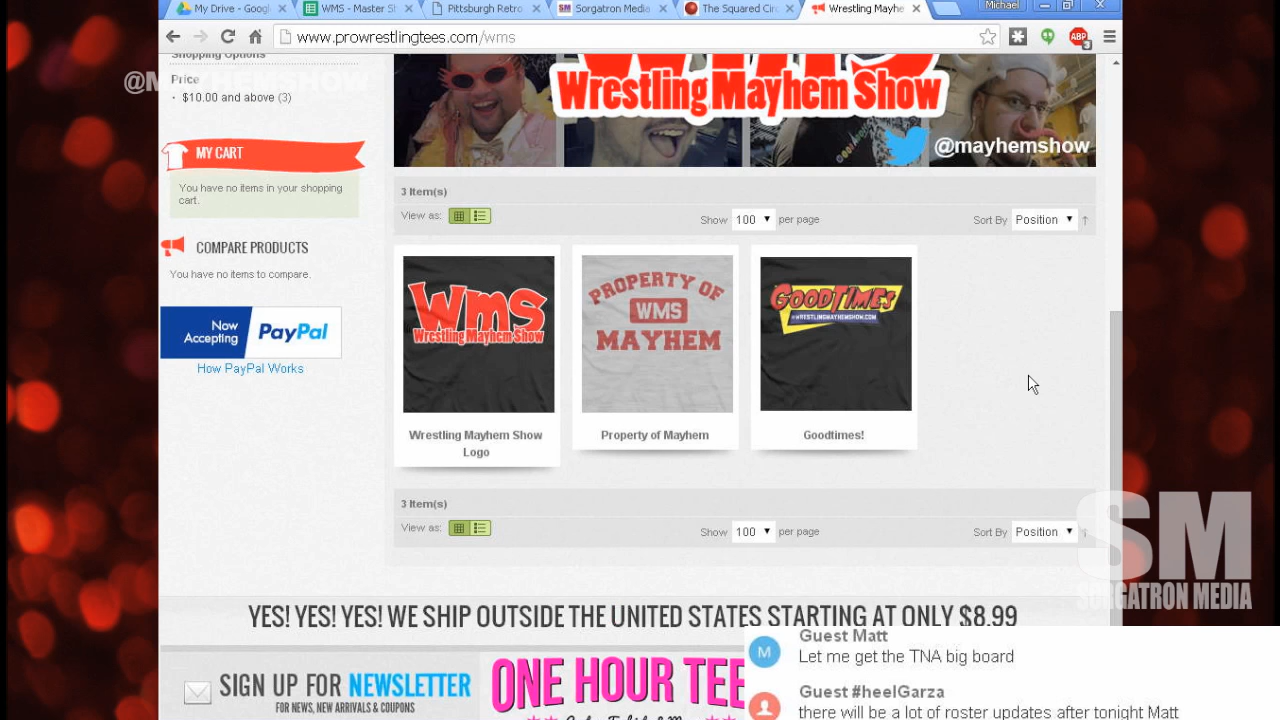 My Drive - Googl
WMS - Master S
Pittsburgh Retro
Sorgatron Media
The Squared Cir
Wrestling Mayhe
Michael
www.prowrestlingtees.com/wms
ABP
3
Shopping Options
Price
$10.00 and above (3)
MY CART
You have no items in your shopping
cart.
COMPARE PRODUCTS
You have no items to compare.
Now
Accepting
PayPal
How PayPal Works
wms
Wrestling Mayhem Show
@mayhemshow
3 Item(s)
View as:
Show 100 per page
Sort By Position
Wms
Wrestling Mayhem Show
PROPERTY OF
WMS
MAYHEM
GOODTIMES
WRESTLINGMAYHEMSHOW.COM
Wrestling Mayhem Show
Logo
Property of Mayhem
Goodtimes!
3 Item(s)
View as:
Show 100 per page
Sort By Position
SM
SORGATRON MEDIA
YES! YES! YES! WE SHIP OUTSIDE THE UNITED STATES STARTING AT ONLY $8.99
SIGN UP FOR NEWSLETTER
FOR NEWS, NEW ARRIVALS & COUPONS
ONE HOUR TEE
Guest Matt
M
Let me get the TNA big board
Guest #heelGarza
there will be a lot of roster updates after tonight Matt